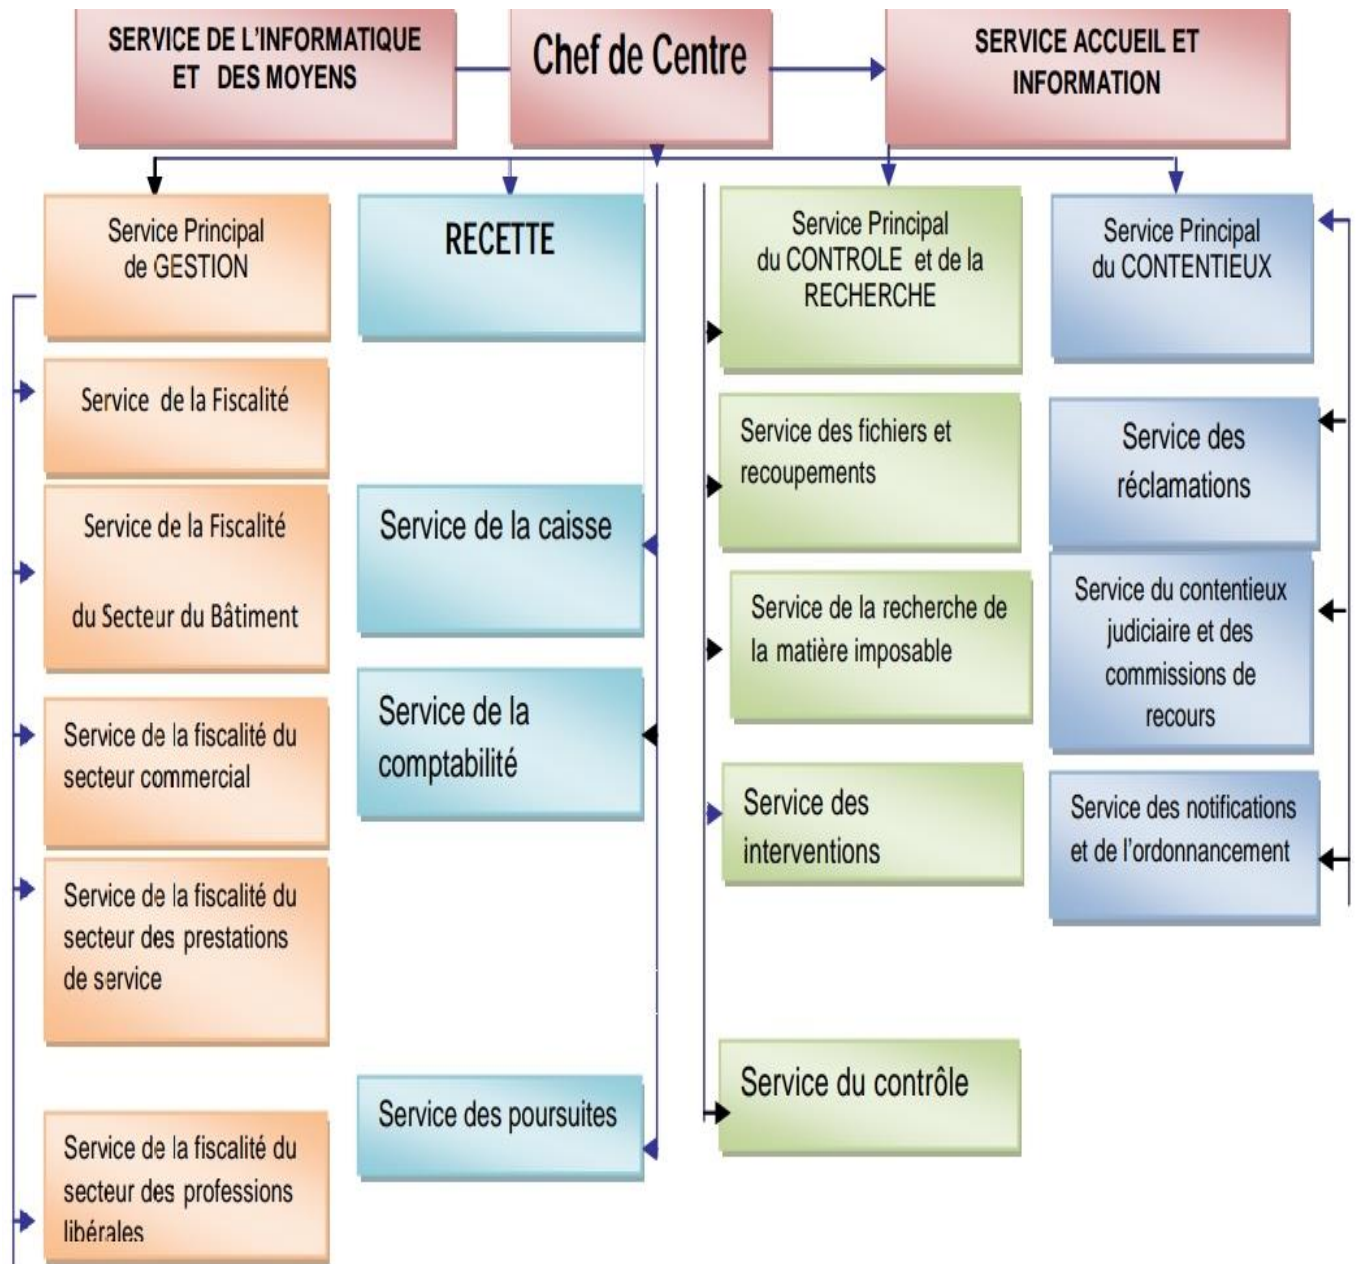 SERVICE DE L'INFORMATIQUE
ET DES MOYENS
Chef de Centre
SERVICE ACCUEIL ET
INFORMATION
Service Principal
de GESTION
Service de la Fiscalité
Service de la Fiscalité
du Secteur du Bâtiment
Service de la fiscalité du
secteur commercial
Service de la fiscalité du
secteur des prestations
de service
Service de la fiscalité du
secteur des professions
libérales
RECETTE
Service de la caisse
Service de la
comptabilité
Service des poursuites
Service Principal
du CONTROLE et de la
RECHERCHE
Service des fichiers et
recoupements
Service de la recherche de
la matière imposable
Service des
interventions
Service du contrôle
Service Principal
du CONTENTIEUX
Service des
réclamations
Service du contentieux
judiciaire et des
commissions de
recours
Service des notifications
et de l'ordonnancement